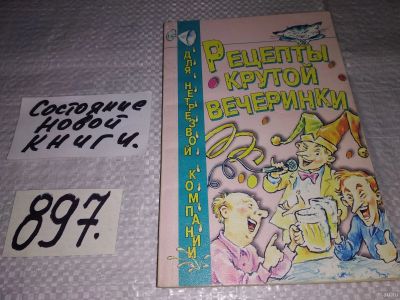 Состояние
новой
книги.
897.
Для нетрезвой компании
Рецепты
крутой
вечеринки